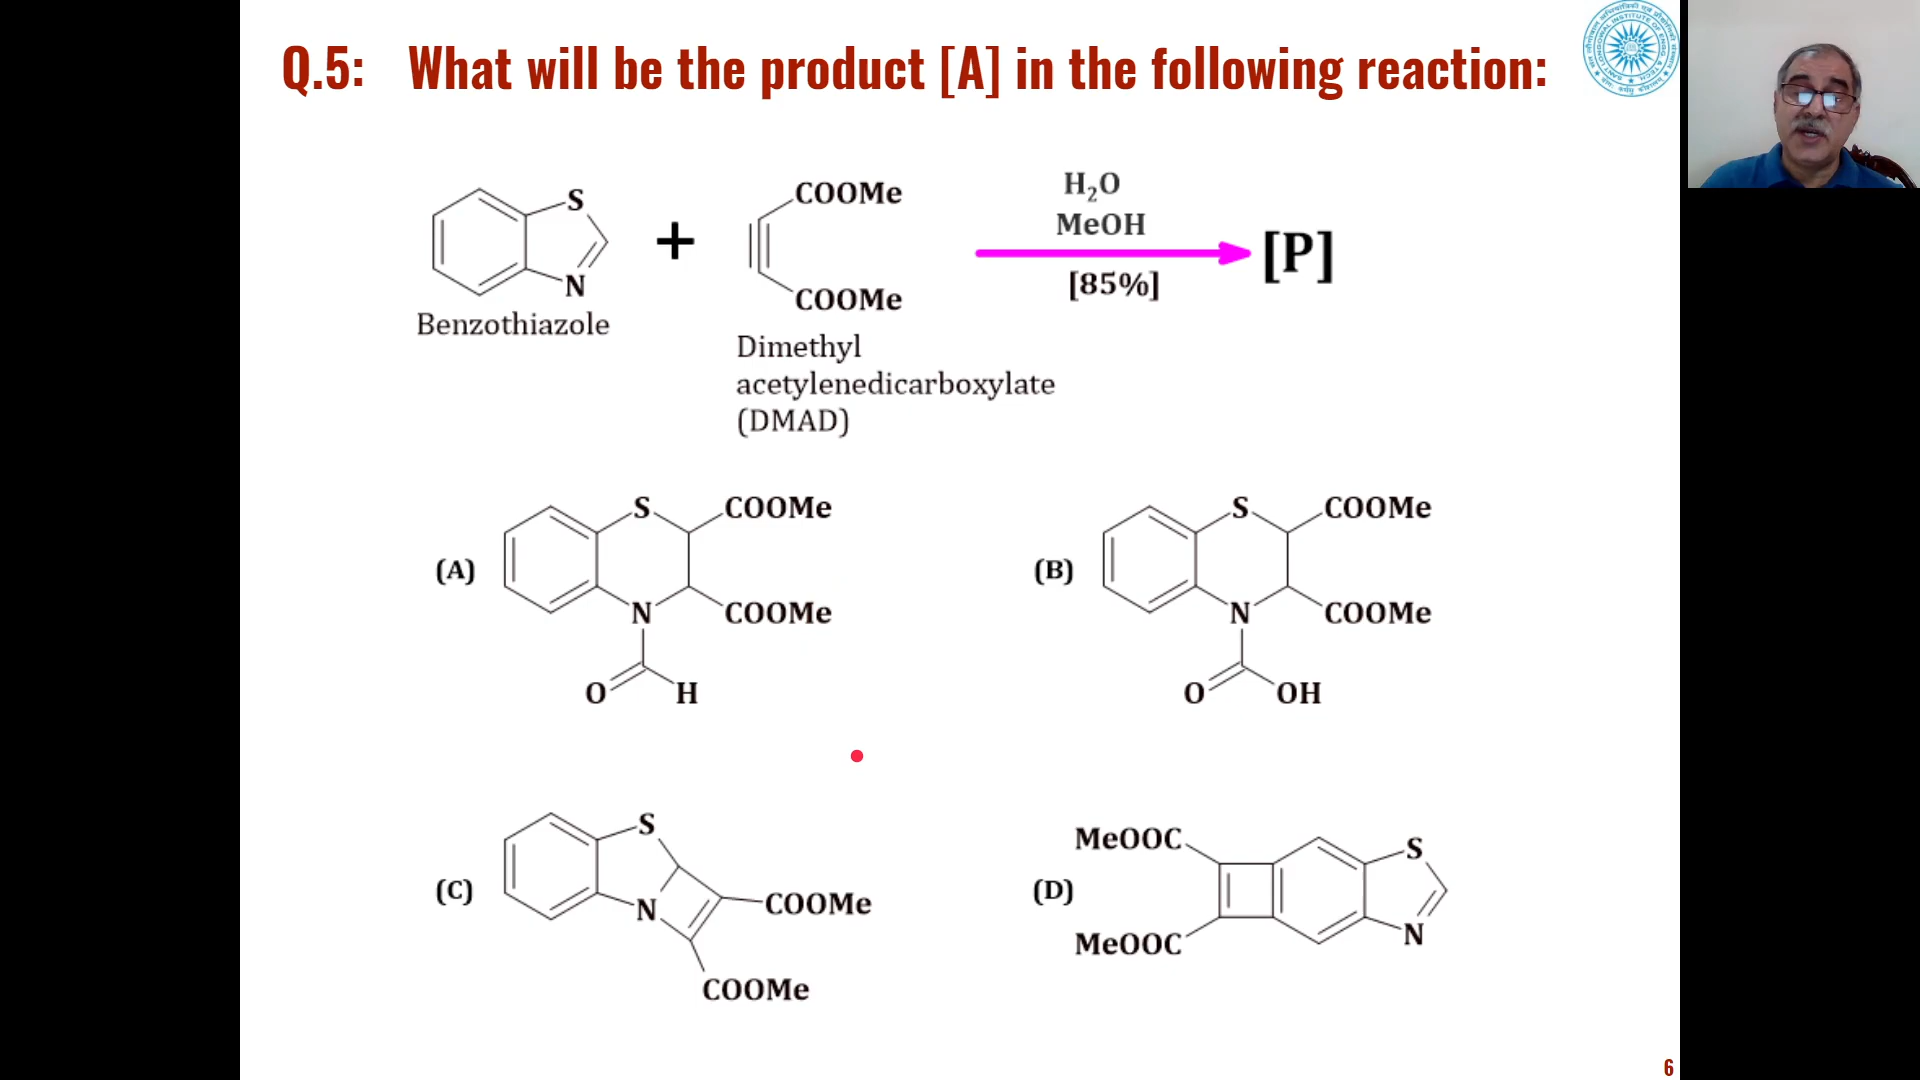 Q.5: What will be the product [A] in the following reaction:
S
N
Benzothiazole
+
COOMe
COOMe
Dimethyl
acetylenedicarboxylate
(DMAD)
H₂O
MeOH
[85%]
[P]
(A)
S
COOMe
N
COOMe
O
H
(B)
S
COOMe
N
COOMe
O
OH
(C)
S
N
COOMe
COOMe
(D)
MeOOC
MeOOC
S
N
6